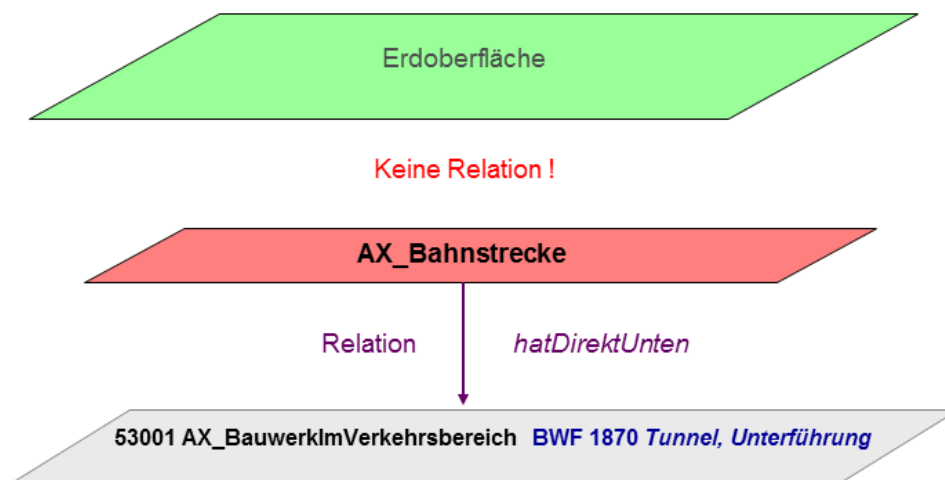 Erdoberfläche
Keine Relation !
AX_Bahnstrecke
Relation hatDirektUnten
53001 AX_BauwerkImVerkehrsbereich BWF 1870 Tunnel, Unterführung